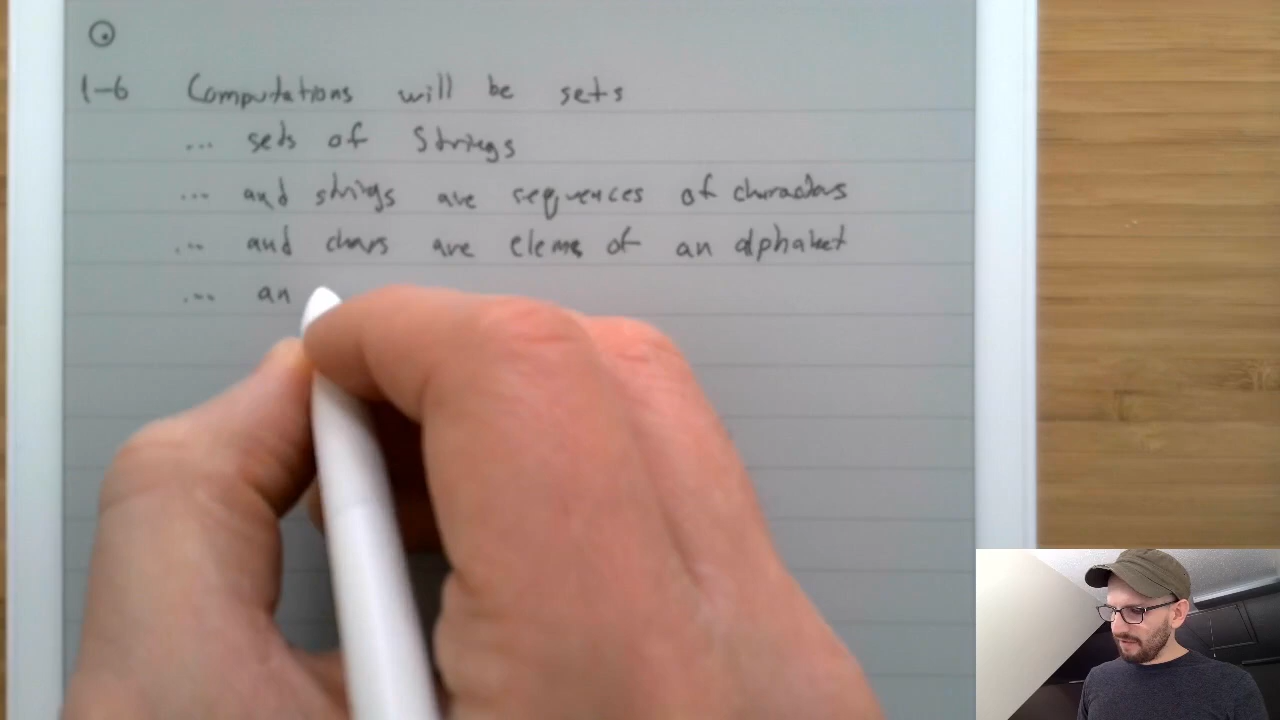 1-6 Computations will be sets
... sets of Strings
... and strings are sequences of characters
... and chars are elems of an alphabet
... an